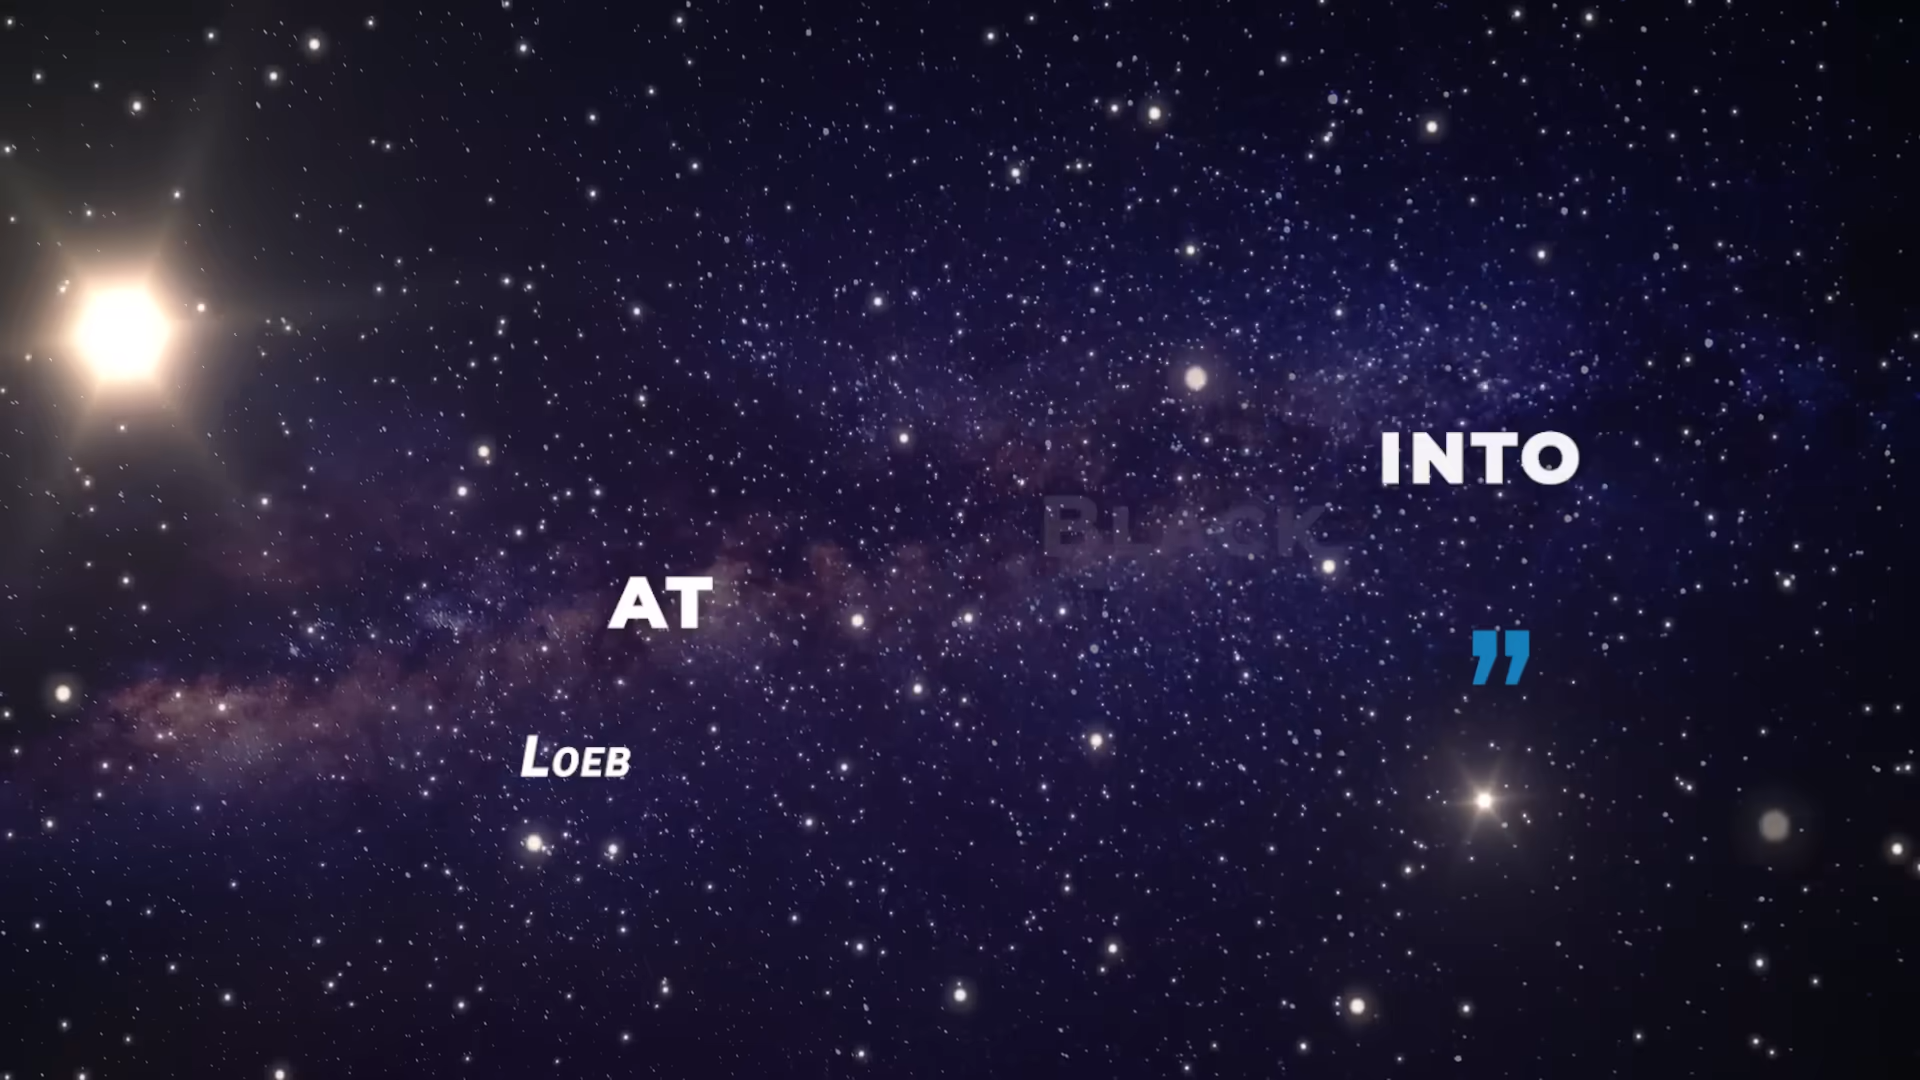 INTO
Black
AT
”
Loeb